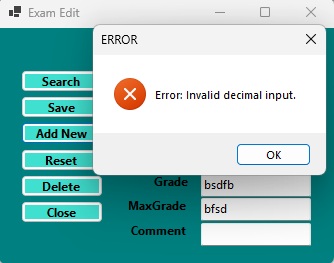 Exam Edit
ERROR
Error: Invalid decimal input.
OK
Search
Save
Add New
Reset
Delete
Close
Grade bsdfb
MaxGrade bfsd
Comment